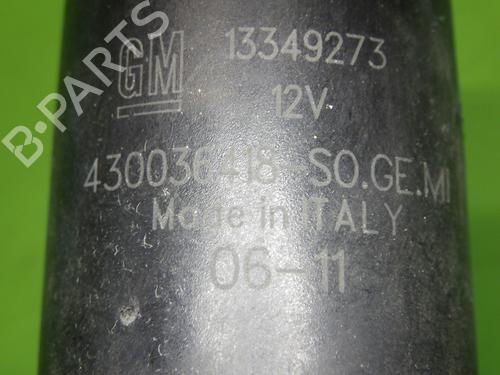 GM 13349273
12V
430036418-SO.GE.MI
Made in ITALY
06-11
B-PARTS